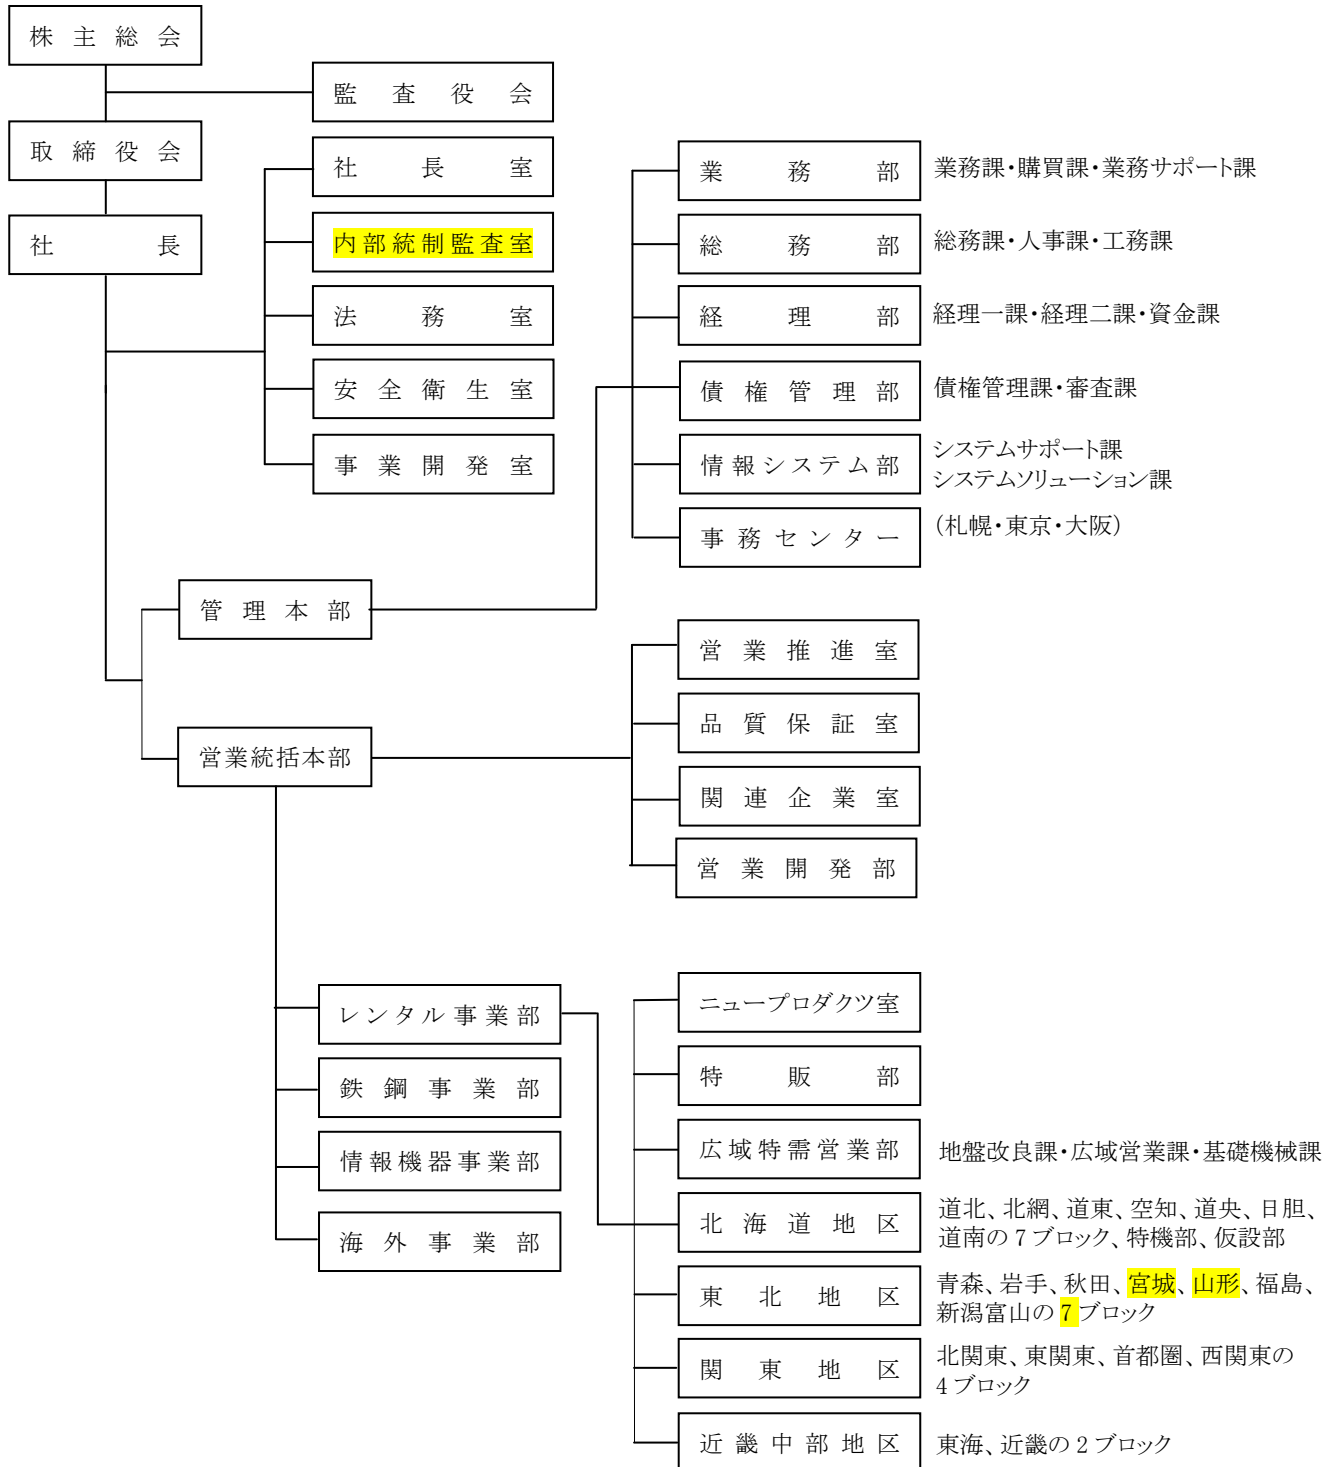 株主総会
監査役会
取締役会
社長
社長室
内部統制監査室
法務室
安全衛生室
事業開発室
業務部
業務課・購買課・業務サポート課
総務部
総務課・人事課・工務課
経理部
経理一課・経理二課・資金課
債権管理部
債権管理課・審査課
情報システム部
システムサポート課
システムソリューション課
事務センター
（札幌・東京・大阪）
管理本部
営業統括本部
営業推進室
品質保証室
関連企業室
営業開発部
レンタル事業部
鉄鋼事業部
情報機器事業部
海外事業部
ニュープロダクツ室
特販部
広域特需営業部
地盤改良課・広域営業課・基礎機械課
北海道地区
道北、北網、道東、空知、道央、日胆、
道南の7ブロック、特機部、仮設部
東北地区
青森、岩手、秋田、宮城、山形、福島、
新潟富山の7ブロック
関東地区
北関東、東関東、首都圏、西関東の
4ブロック
近畿中部地区
東海、近畿の2ブロック